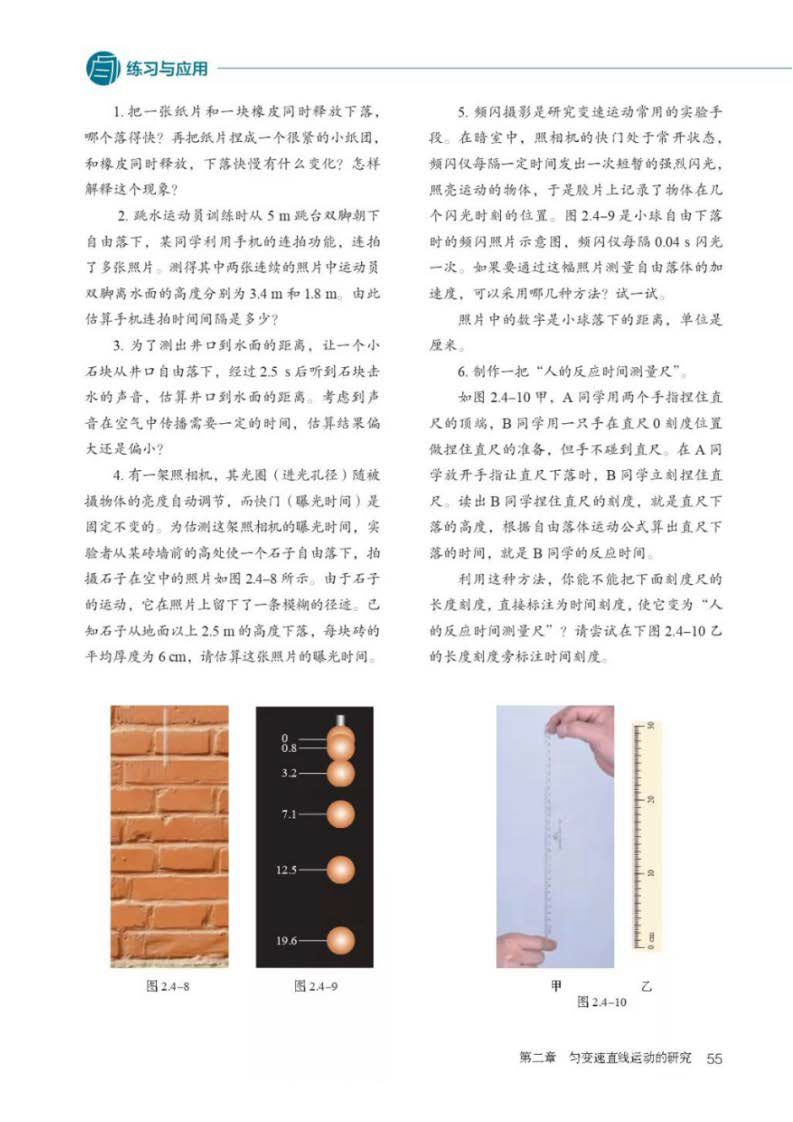 练习与应用
1. 把一张纸片和一块橡皮同时释放下落，
哪个落得快？再把纸片捏成一个很紧的小纸团，
和橡皮同时释放，下落快慢有什么变化？怎样
解释这个现象？
2. 跳水运动员训练时从 5 m 跳台双脚朝下
自由落下，某同学利用手机的连拍功能，连拍
了多张照片。测得其中两张连续的照片中运动员
双脚离水面的高度分别为 3.4 m 和 1.8 m。由此
估算手机连拍时间间隔是多少？
3. 为了测出井口到水面的距离，让一个小
石块从井口自由落下，经过 2.5 s 后听到石块击
水的声音，估算井口到水面的距离。考虑到声
音在空气中传播需要一定的时间，估算结果偏
大还是偏小？
4. 有一架照相机，其光圈（进光孔径）随被
摄物体的亮度自动调节，而快门（曝光时间）是
固定不变的。为估测这架照相机的曝光时间，实
验者从某砖墙前的高处使一个石子自由落下，拍
摄石子在空中的照片如图 2.4-8 所示。由于石子
的运动，它在照片上留下了一条模糊的径迹。已
知石子从地面以上 2.5 m 的高度下落，每块砖的
平均厚度为 6 cm，请估算这张照片的曝光时间。
5. 频闪摄影是研究变速运动常用的实验手
段。在暗室中，照相机的快门处于常开状态，
频闪仪每隔一定时间发出一次短暂的强烈闪光，
照亮运动的物体，于是胶片上记录了物体在几
个闪光时刻的位置。图 2.4-9 是小球自由下落
时的频闪照片示意图，频闪仪每隔 0.04 s 闪光
一次。如果要通过这幅照片测量自由落体的加
速度，可以采用哪几种方法？试一试。
照片中的数字是小球落下的距离，单位是
厘米。
6. 制作一把“人的反应时间测量尺”。
如图 2.4-10 甲，A 同学用两个手指捏住直
尺的顶端，B 同学用一只手在直尺 0 刻度位置
做捏住直尺的准备，但手不碰到直尺。在 A 同
学放开手指让直尺下落时，B 同学立刻捏住直
尺。读出 B 同学捏住直尺的刻度，就是直尺下
落的高度，根据自由落体运动公式算出直尺下
落的时间，就是 B 同学的反应时间。
利用这种方法，你能不能把下面刻度尺的
长度刻度，直接标注为时间刻度，使它变为“人
的反应时间测量尺”？请尝试在下图 2.4-10 乙
的长度刻度旁标注时间刻度。
0
0.8
3.2
7.1
12.5
19.6
30
20
10
0 cm
图 2.4-8
图 2.4-9
甲
乙
图 2.4-10
第二章 匀变速直线运动的研究 55